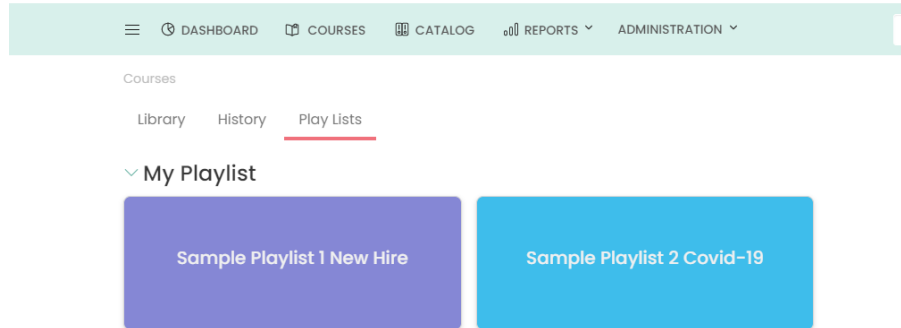 DASHBOARD COURSES CATALOG REPORTS ADMINISTRATION
Courses
Library History Play Lists
My Playlist
Sample Playlist 1 New Hire Sample Playlist 2 Covid-19